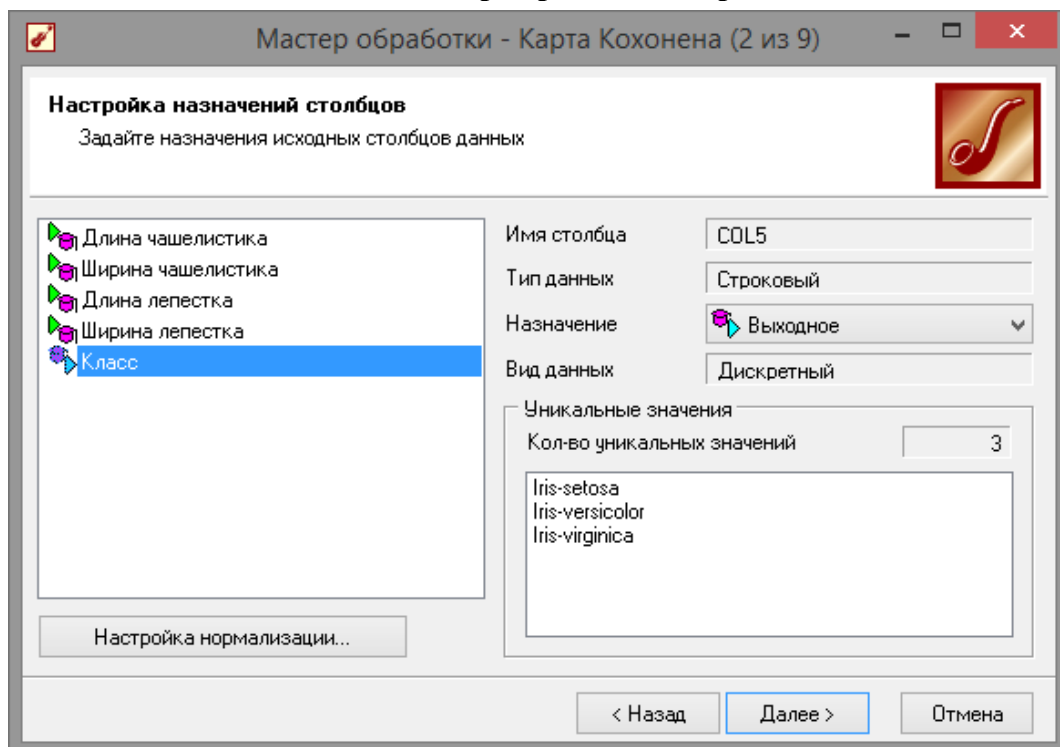 Мастер обработки - Карта Кохонена (2 из 9)
Настройка назначений столбцов
Задайте назначения исходных столбцов данных
Длина чашелистика
Ширина чашелистика
Длина лепестка
Ширина лепестка
Класс
Настройка нормализации...
Имя столбца COL5
Тип данных Строковый
Назначение Выходное
Вид данных Дискретный
Уникальные значения
Кол-во уникальных значений 3
Iris-setosa
Iris-versicolor
Iris-virginica
< Назад Далее > Отмена